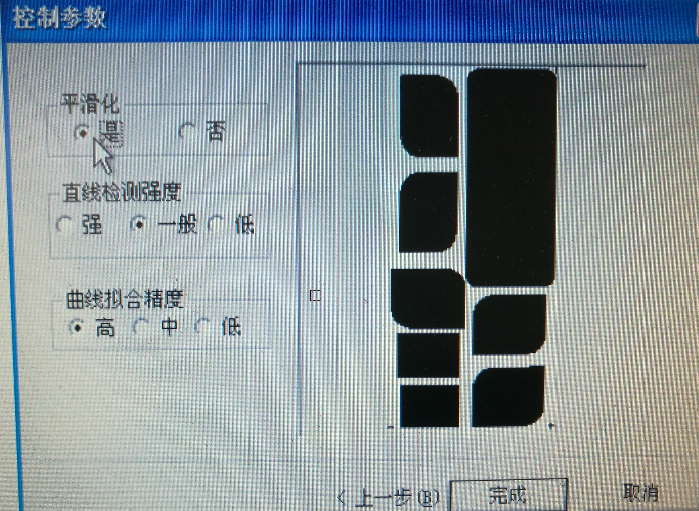 控制参数
平滑化
是 否
直线检测强度
强 一般 低
曲线拟合精度
高 中 低
< 上一步(B) 完成 取消